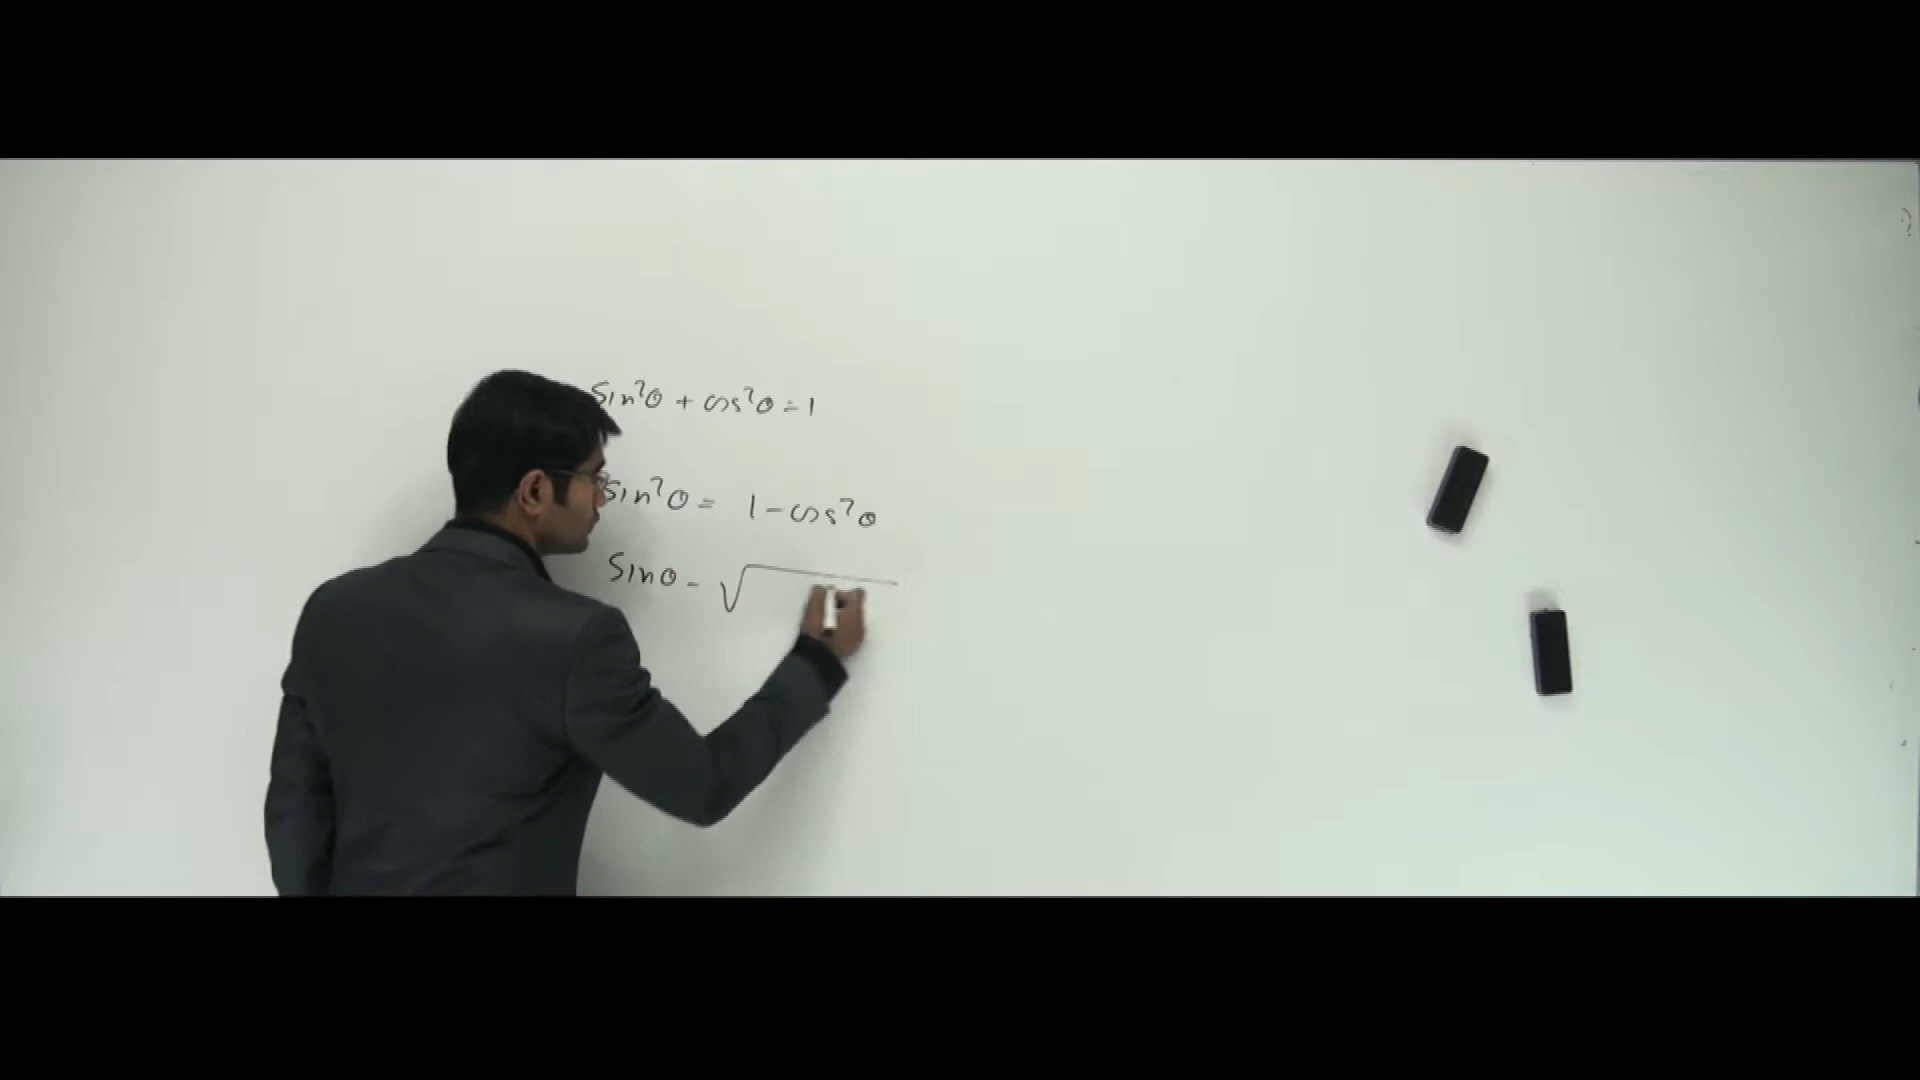 Sin²θ + cos²θ = 1
Sin²θ = 1 - cos²θ
Sinθ - √